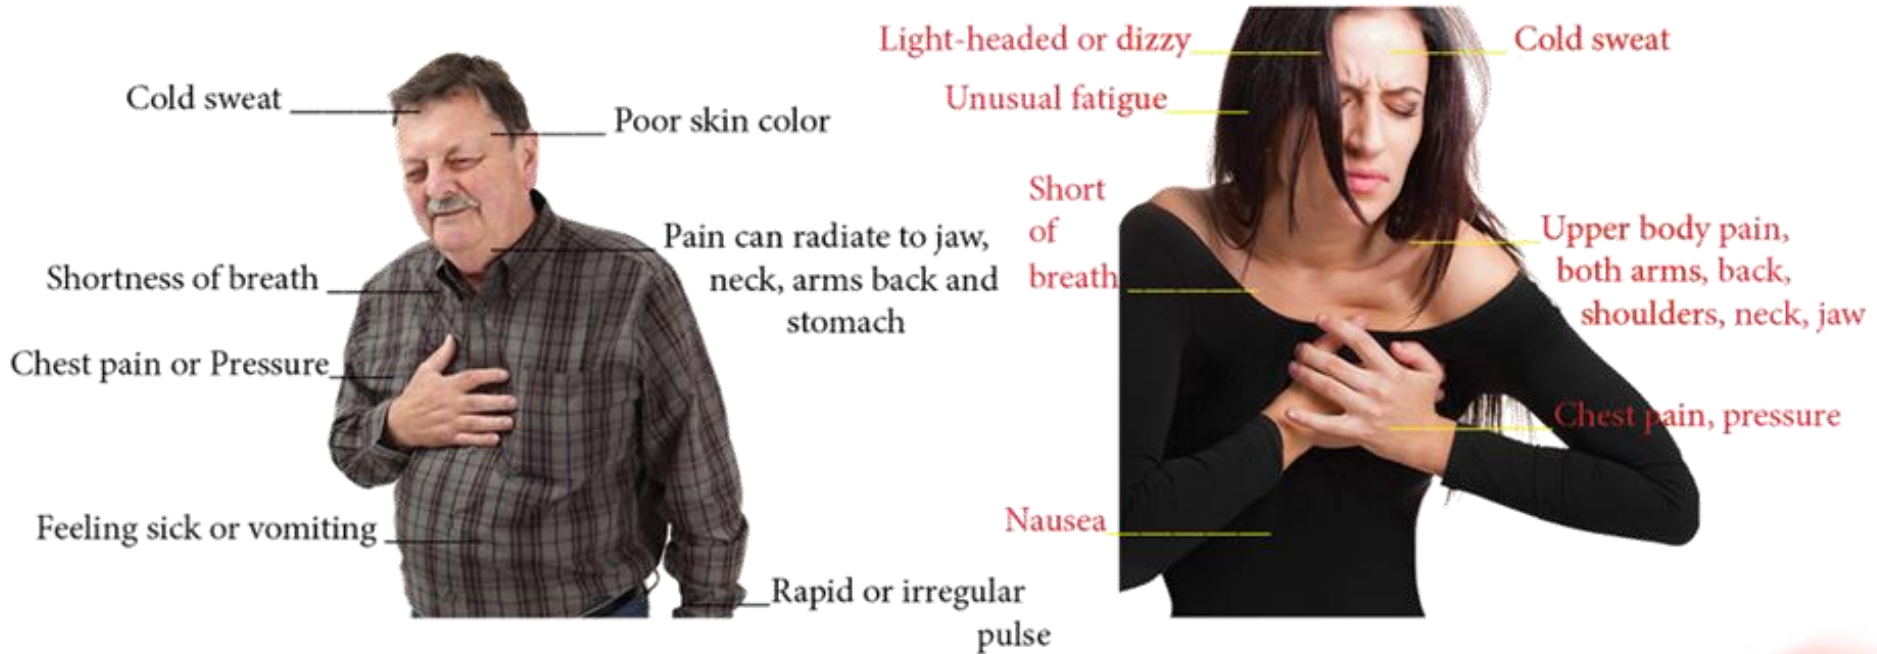 Cold sweat
Poor skin color
Shortness of breath
Pain can radiate to jaw,
neck, arms back and
stomach
Chest pain or Pressure
Feeling sick or vomiting
Rapid or irregular
pulse
Light-headed or dizzy
Cold sweat
Unusual fatigue
Short
of
breath
Upper body pain,
both arms, back,
shoulders, neck, jaw
Chest pain, pressure
Nausea